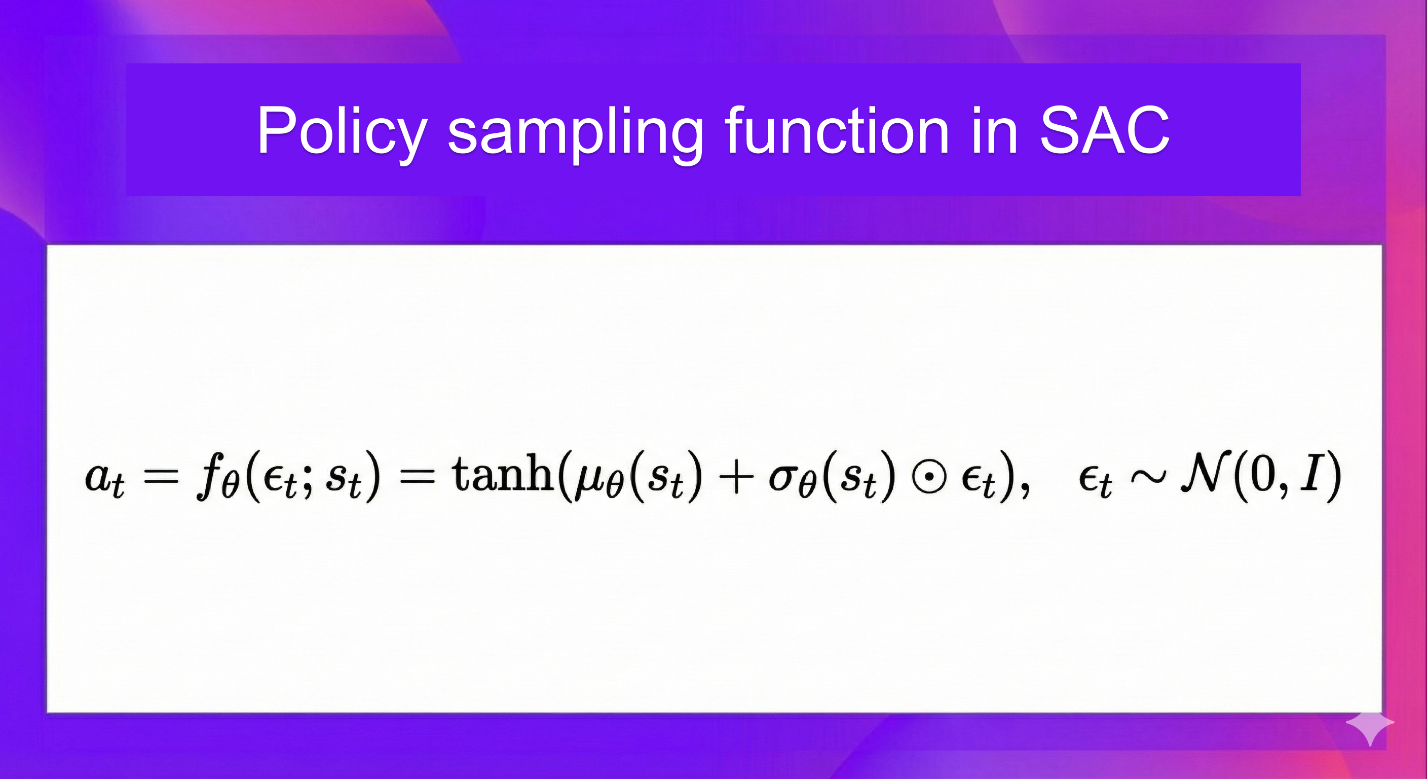 Policy sampling function in SAC
a_t = f_θ(ϵ_t; s_t) = tanh(μ_θ(s_t) + σ_θ(s_t) ⊙ ϵ_t), ϵ_t ∼ 𝒩(0, I)